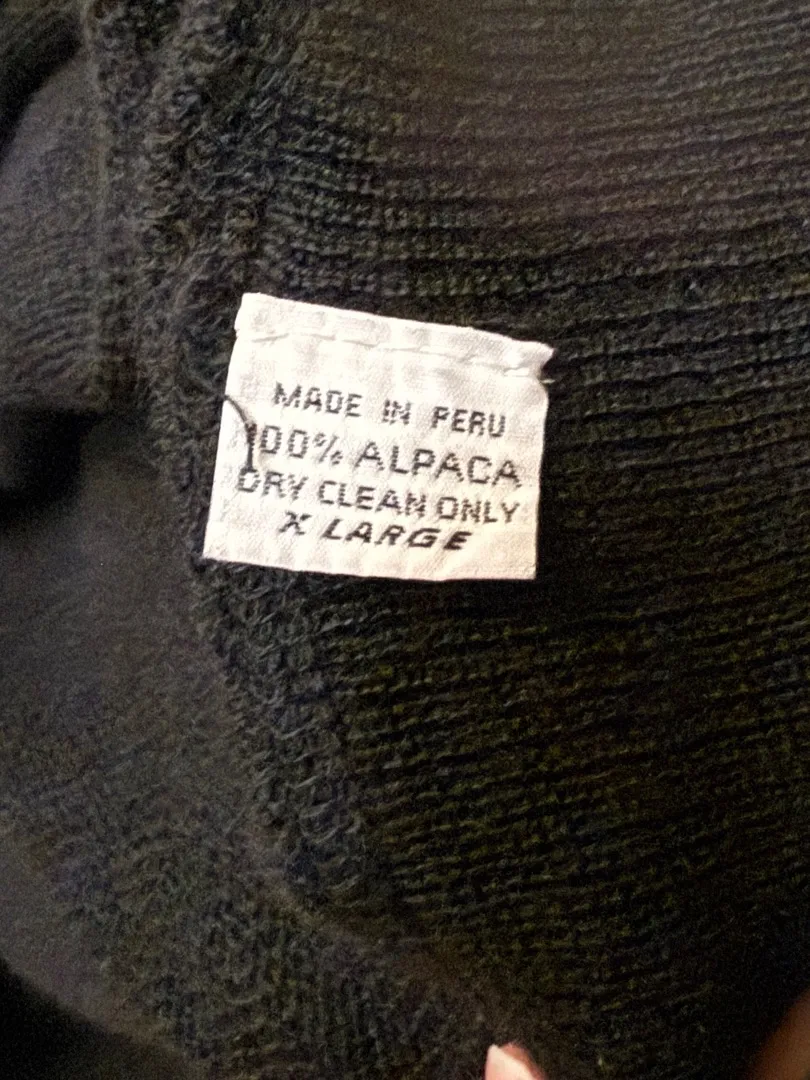 MADE IN PERU
100% ALPACA
DRY CLEAN ONLY
X LARGE